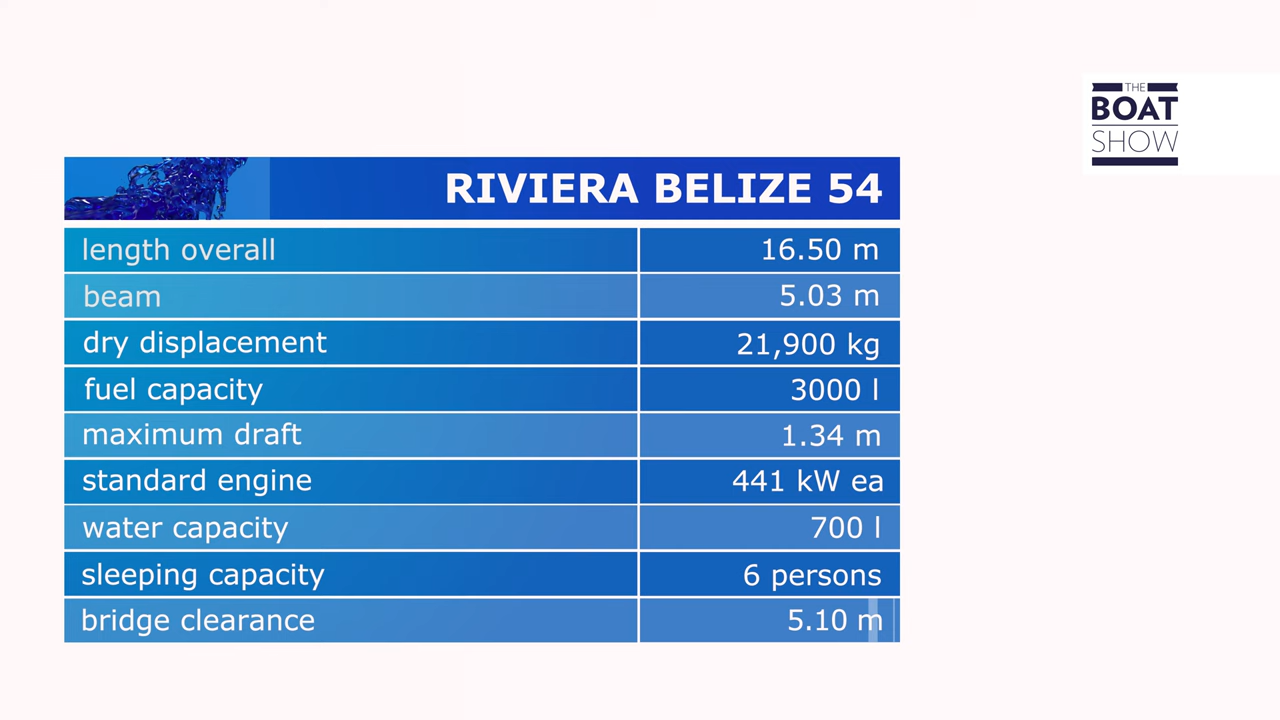 THE
BOAT
SHOW
RIVIERA BELIZE 54
length overall 16.50 m
beam 5.03 m
dry displacement 21,900 kg
fuel capacity 3000 l
maximum draft 1.34 m
standard engine 441 kW ea
water capacity 700 l
sleeping capacity 6 persons
bridge clearance 5.10 m